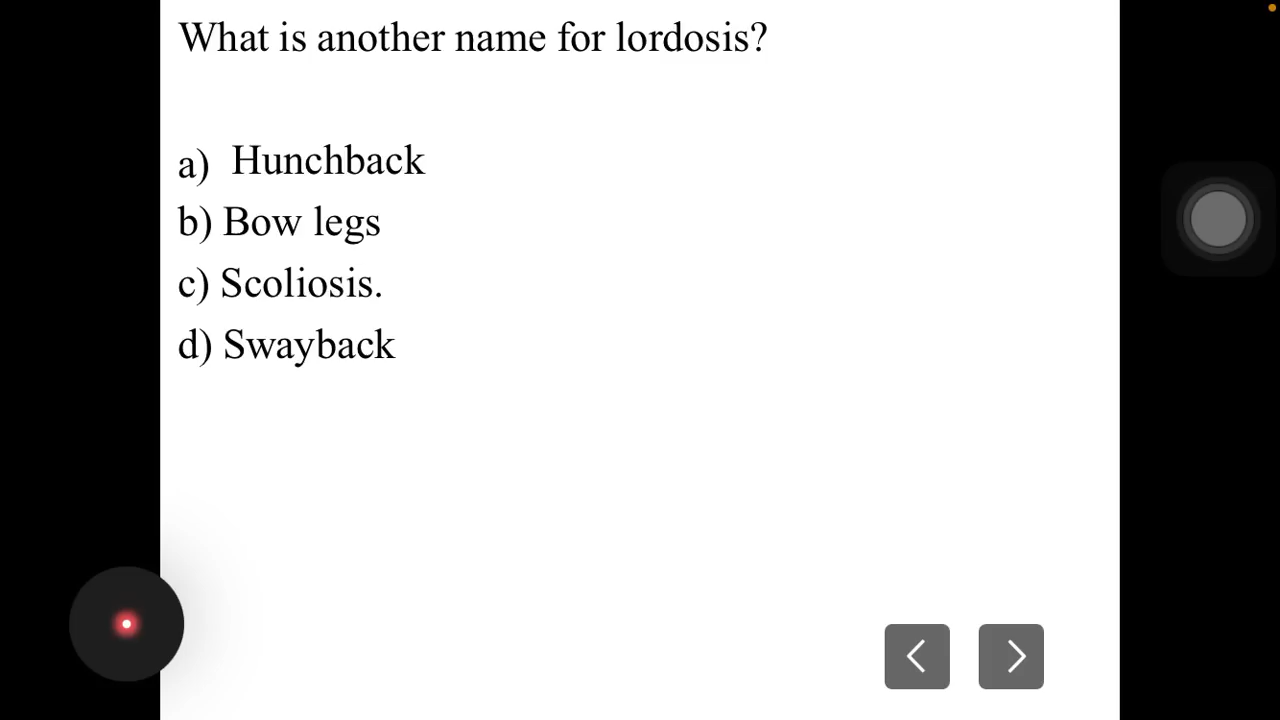 What is another name for lordosis?
a) Hunchback
b) Bow legs
c) Scoliosis.
d) Swayback